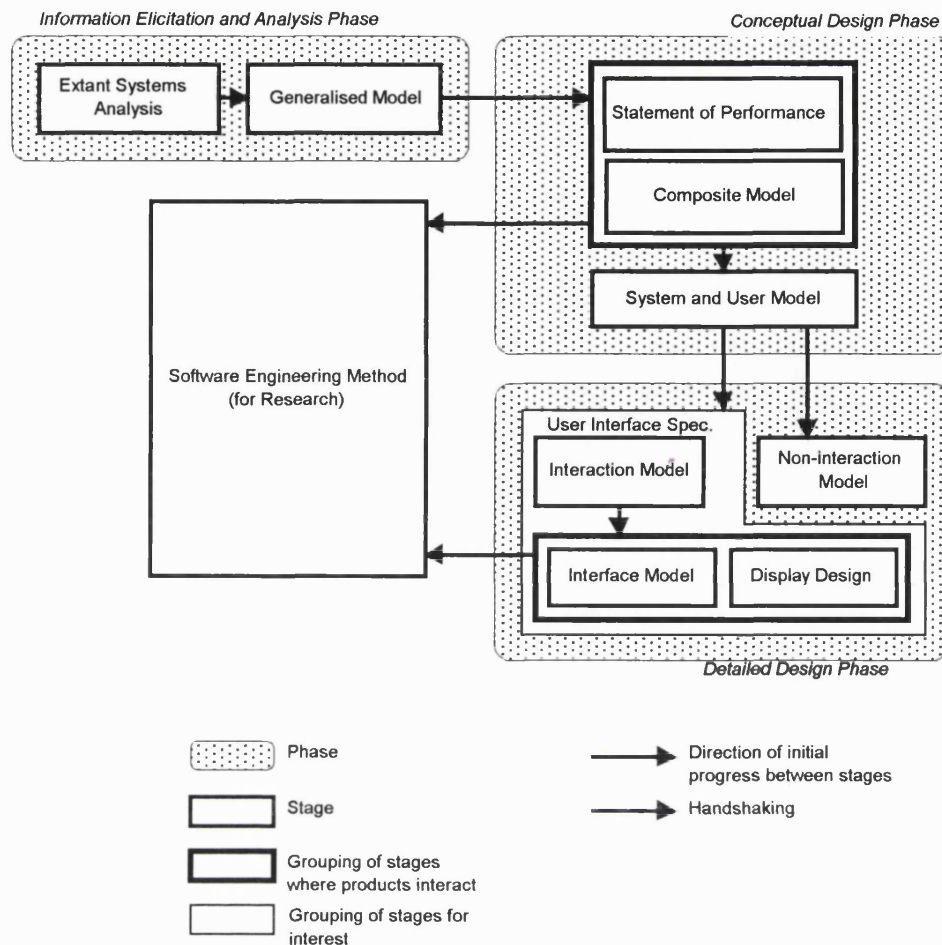 Information Elicitation and Analysis Phase
Conceptual Design Phase
Extant Systems
Analysis
Generalised Model
Statement of Performance
Composite Model
System and User Model
Software Engineering Method
(for Research)
User Interface Spec.
Interaction Model
Non-interaction
Model
Interface Model
Display Design
Detailed Design Phase
Phase
Stage
Grouping of stages
where products interact
Grouping of stages for
interest
Direction of initial
progress between stages
Handshaking